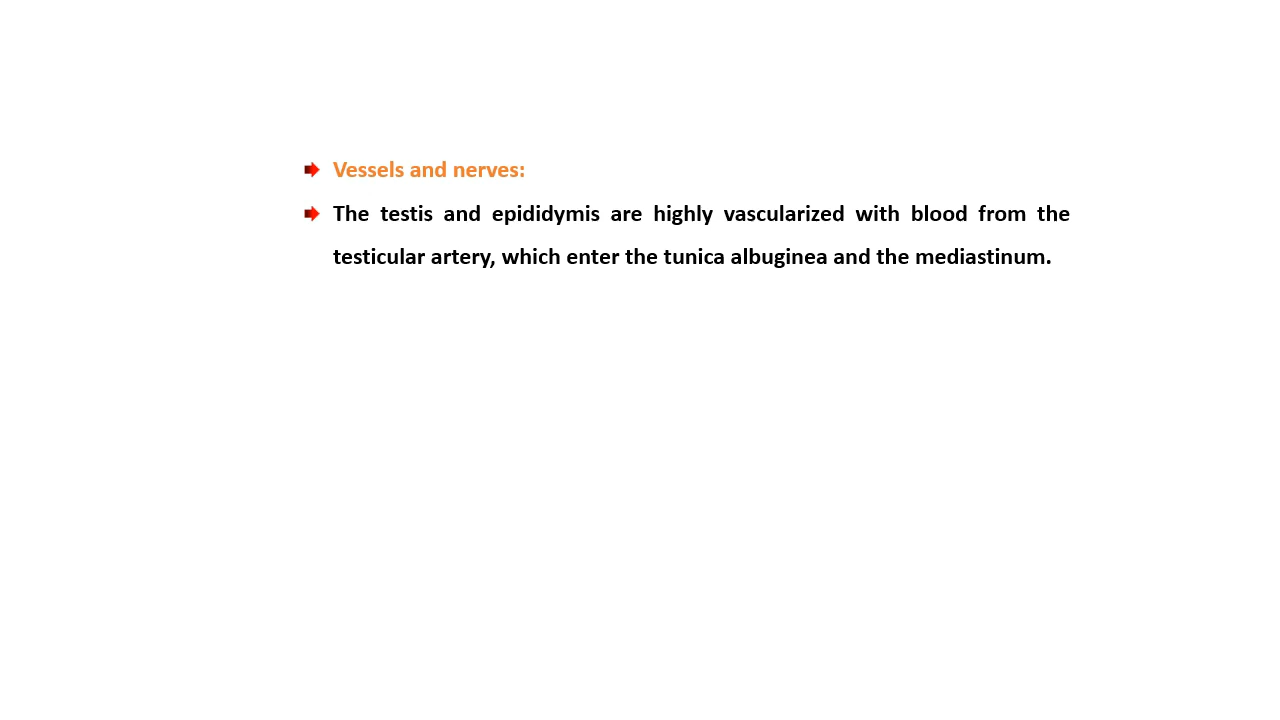 Vessels and nerves:
The testis and epididymis are highly vascularized with blood from the
testicular artery, which enter the tunica albuginea and the mediastinum.